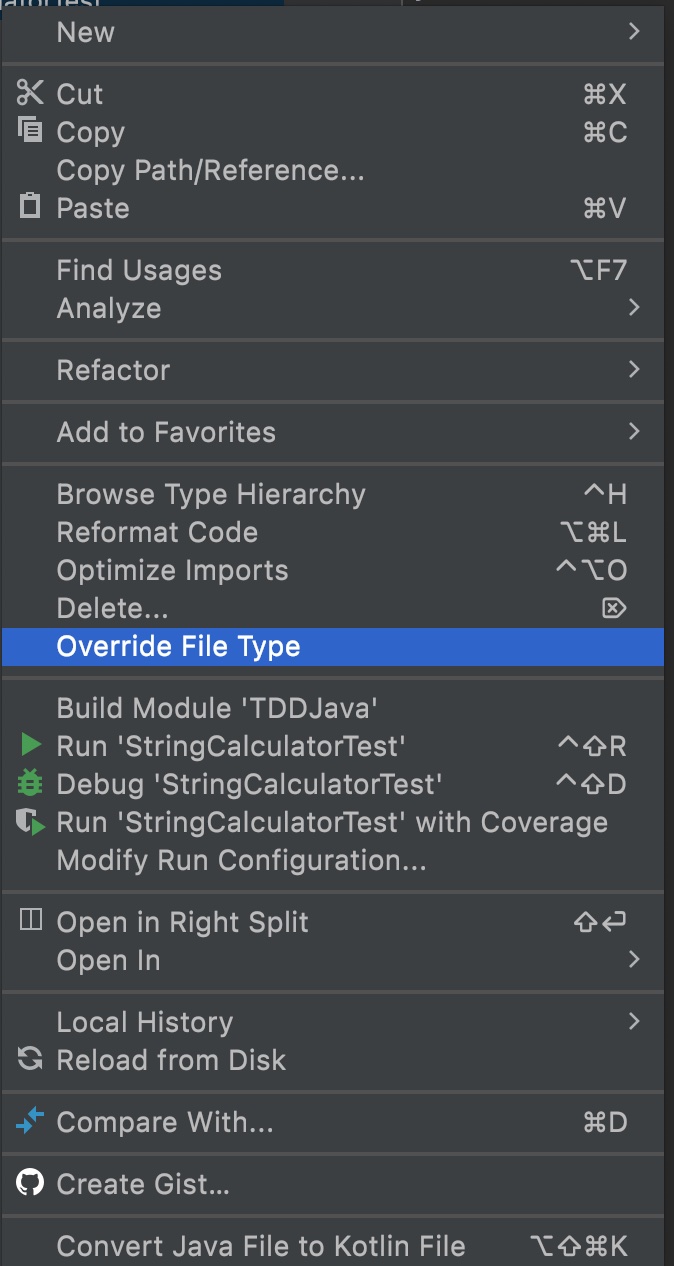 New
Cut ⌘X
Copy ⌘C
Copy Path/Reference...
Paste ⌘V
Find Usages ⌥F7
Analyze
Refactor
Add to Favorites
Browse Type Hierarchy ^H
Reformat Code ⌥⌘L
Optimize Imports ^⌥O
Delete... ⌦
Override File Type
Build Module 'TDDJava'
Run 'StringCalculatorTest' ^⇧R
Debug 'StringCalculatorTest' ^⇧D
Run 'StringCalculatorTest' with Coverage
Modify Run Configuration...
Open in Right Split ⇧⏎
Open In
Local History
Reload from Disk
Compare With... ⌘D
Create Gist...
Convert Java File to Kotlin File ⌥⇧⌘K